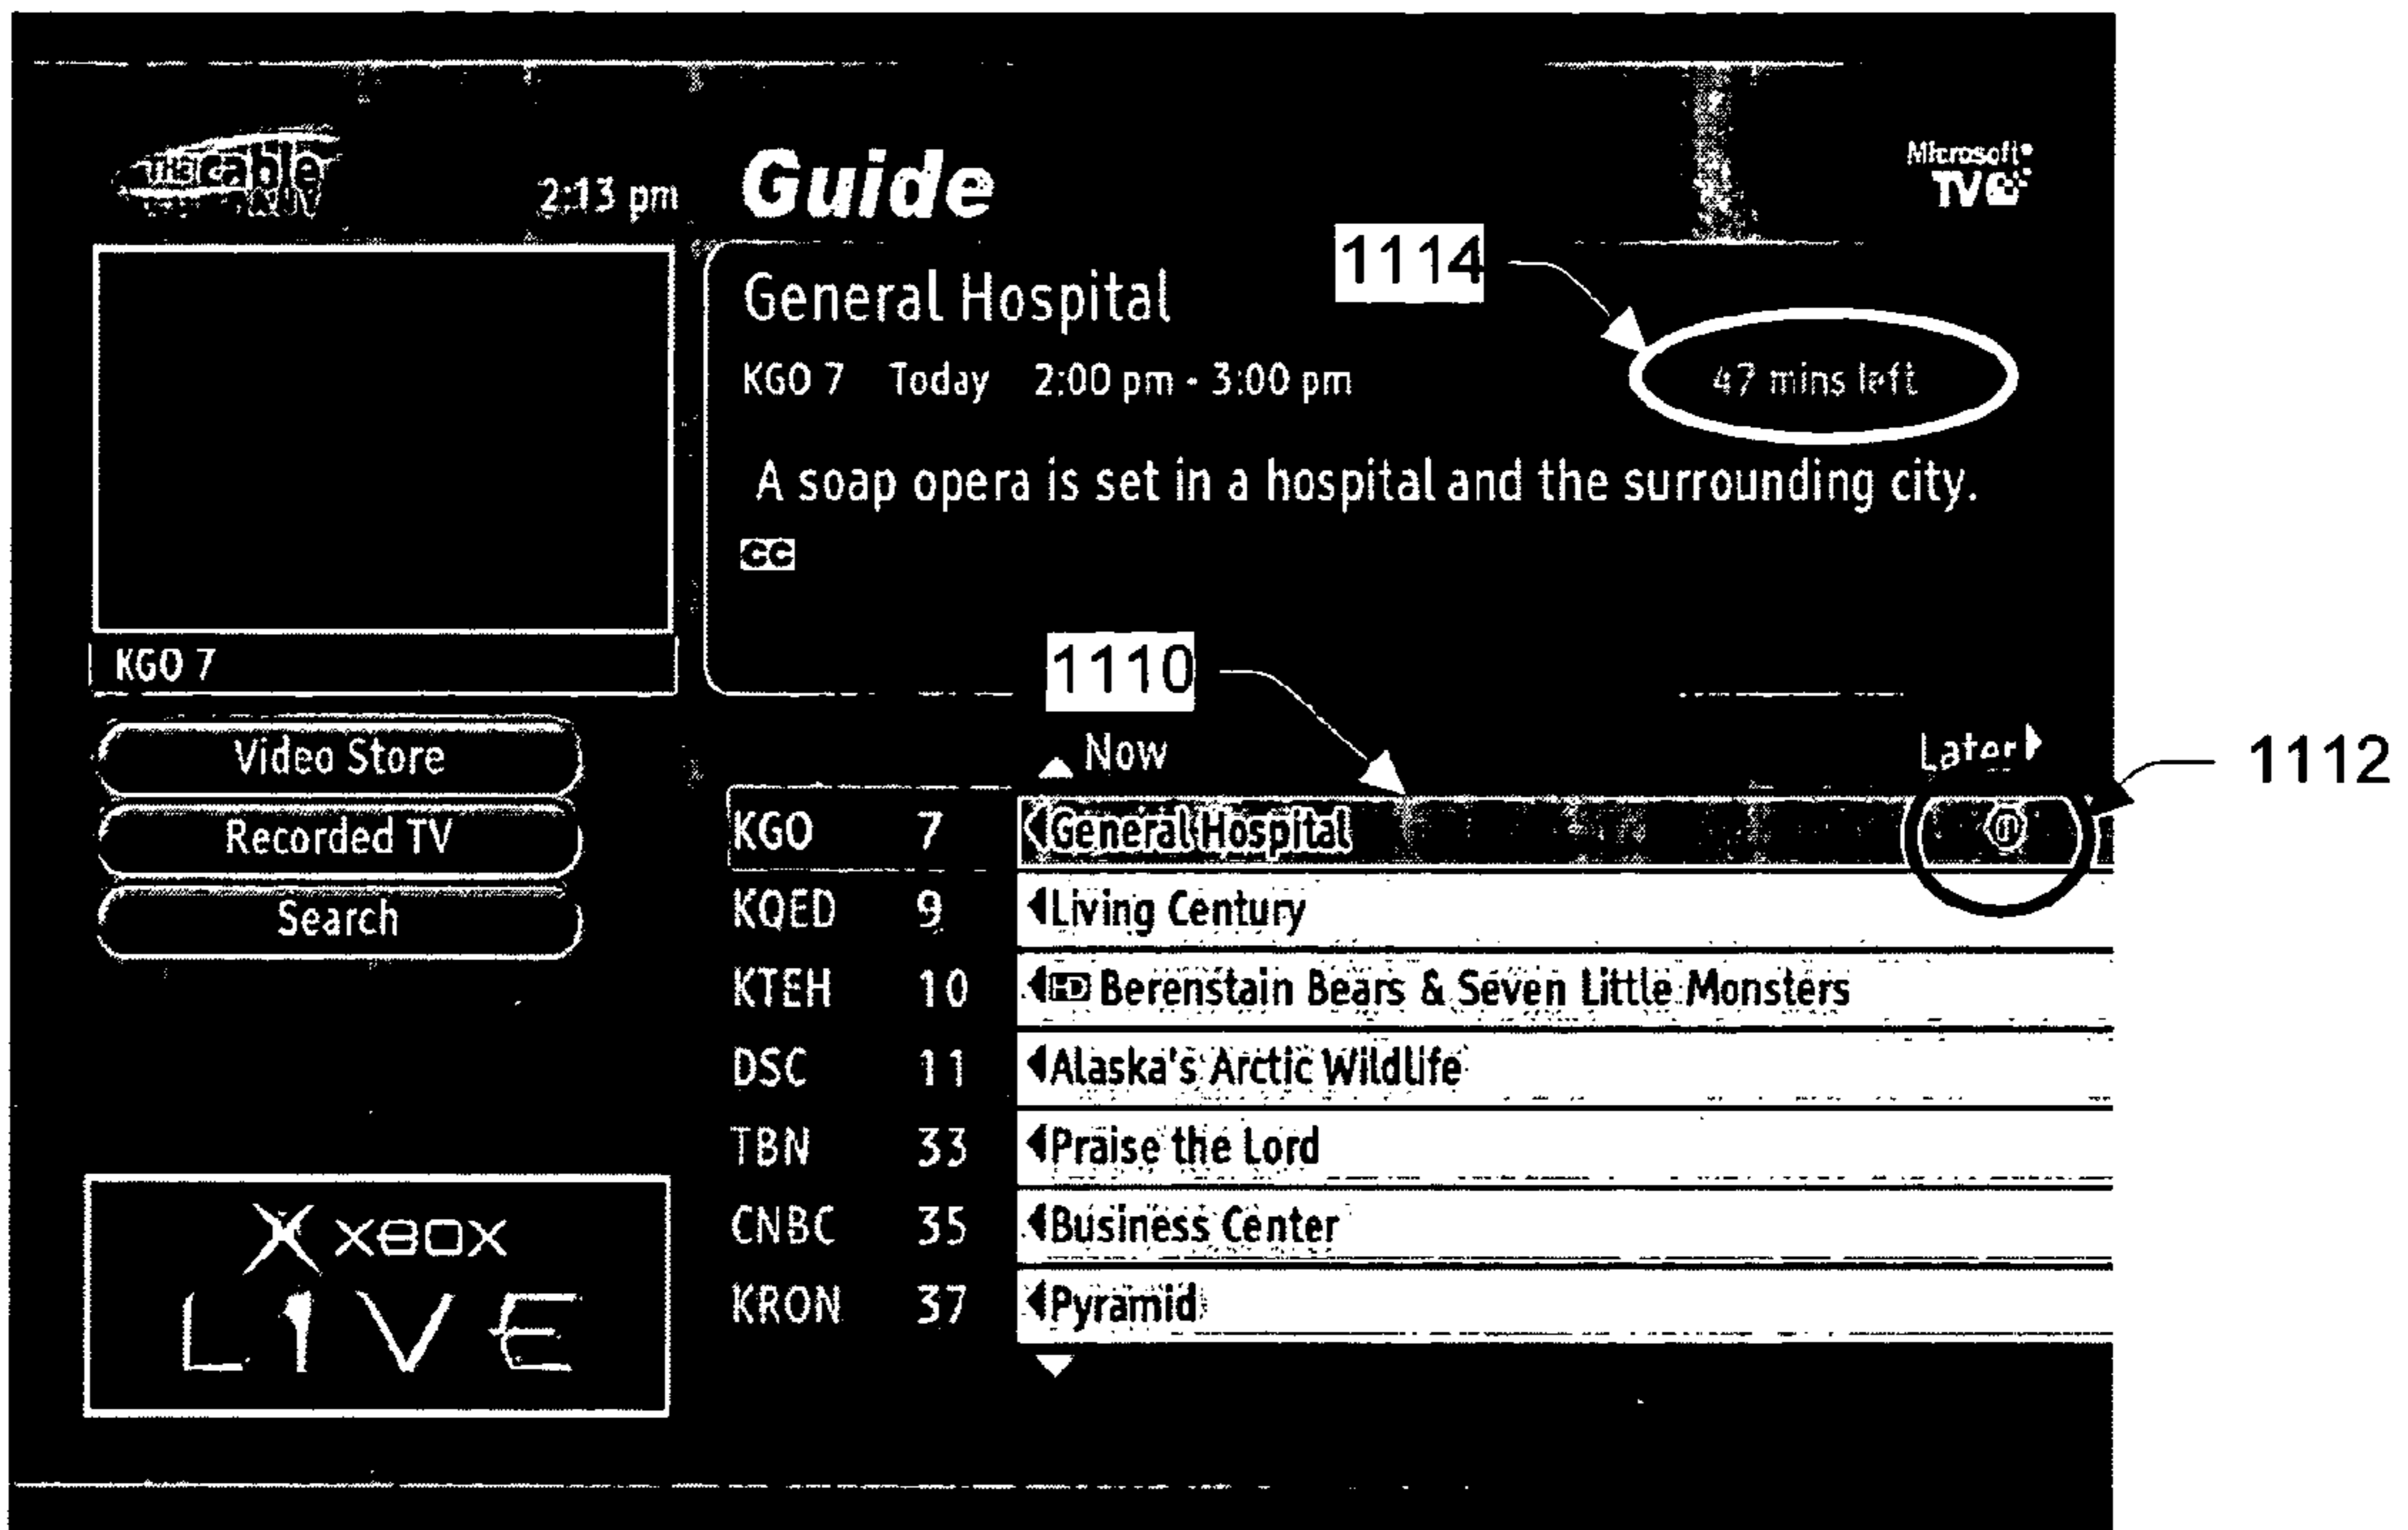 2:13 pm
Guide
Microsoft
TV
1114
General Hospital
KGO 7 Today 2:00 pm - 3:00 pm
47 mins left
A soap opera is set in a hospital and the surrounding city.
CC
KGO 7
1110
Now
Later
1112
Video Store
Recorded TV
Search
KGO 7 General Hospital
KQED 9 Living Century
KTEH 10 HD Berenstain Bears & Seven Little Monsters
DSC 11 Alaska's Arctic Wildlife
TBN 33 Praise the Lord
CNBC 35 Business Center
KRON 37 Pyramid
XBOX
LIVE